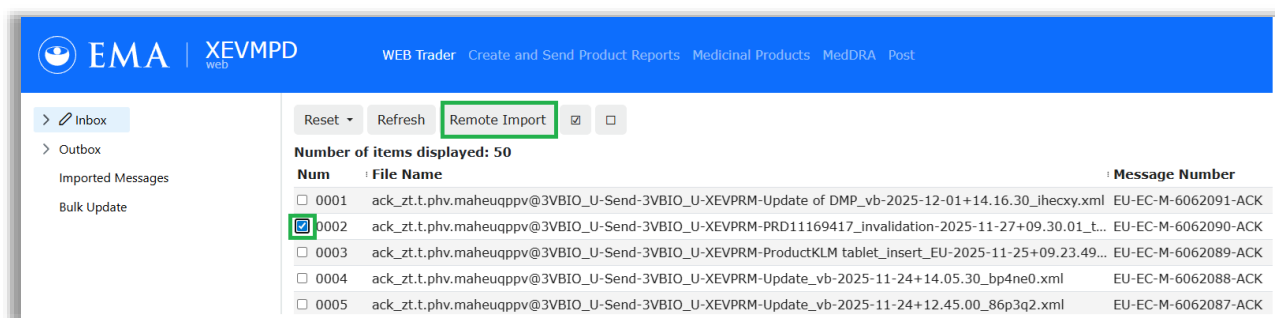 EMA | XEVMPD
web
WEB Trader Create and Send Product Reports Medicinal Products MedDRA Post
Inbox
Outbox
Imported Messages
Bulk Update
Reset Refresh Remote Import
Number of items displayed: 50
Num File Name Message Number
0001 ack_zt.t.phv.maheuqppv@3VBIO_U-Send-3VBIO_U-XEVPRM-Update of DMP_vb-2025-12-01+14.16.30_ihecxy.xml EU-EC-M-6062091-ACK
0002 ack_zt.t.phv.maheuqppv@3VBIO_U-Send-3VBIO_U-XEVPRM-PRD11169417_invalidation-2025-11-27+09.30.01_t... EU-EC-M-6062090-ACK
0003 ack_zt.t.phv.maheuqppv@3VBIO_U-Send-3VBIO_U-XEVPRM-ProductKLM tablet_insert_EU-2025-11-25+09.23.49... EU-EC-M-6062089-ACK
0004 ack_zt.t.phv.maheuqppv@3VBIO_U-Send-3VBIO_U-XEVPRM-Update_vb-2025-11-24+14.05.30_bp4ne0.xml EU-EC-M-6062088-ACK
0005 ack_zt.t.phv.maheuqppv@3VBIO_U-Send-3VBIO_U-XEVPRM-Update_vb-2025-11-24+12.45.00_86p3q2.xml EU-EC-M-6062087-ACK